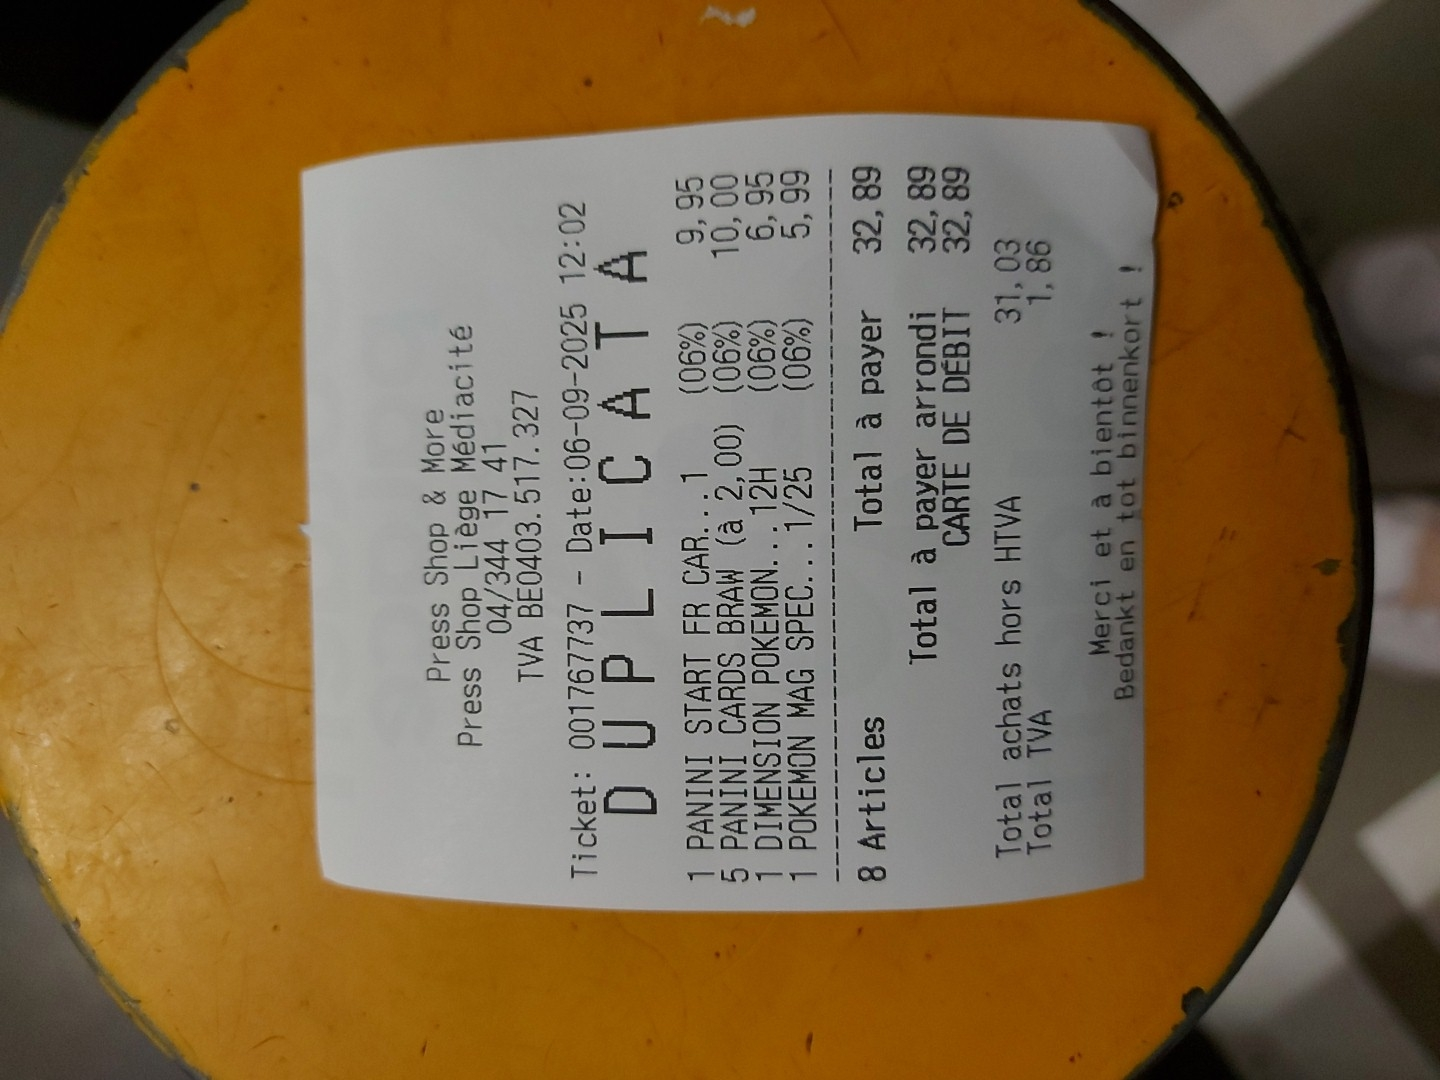 Press Shop & More
Press Shop Liège Médiacité
04/344 17 41
TVA BE0403.517.327
Ticket: 001767737 - Date:06-09-2025 12:02
D U P L I C A T A
1 PANINI START FR CAR...1 (06%) 9,95
5 PANINI CARDS BRAW (à 2,00) (06%) 10,00
1 DIMENSION POKEMON...12H (06%) 6,95
1 POKEMON MAG SPEC...1/25 (06%) 5,99
8 Articles Total à payer 32,89
Total à payer arrondi 32,89
CARTE DE DÉBIT 32,89
Total achats hors HTVA 31,03
Total TVA 1,86
Merci et à bientôt !
Bedankt en tot binnenkort !